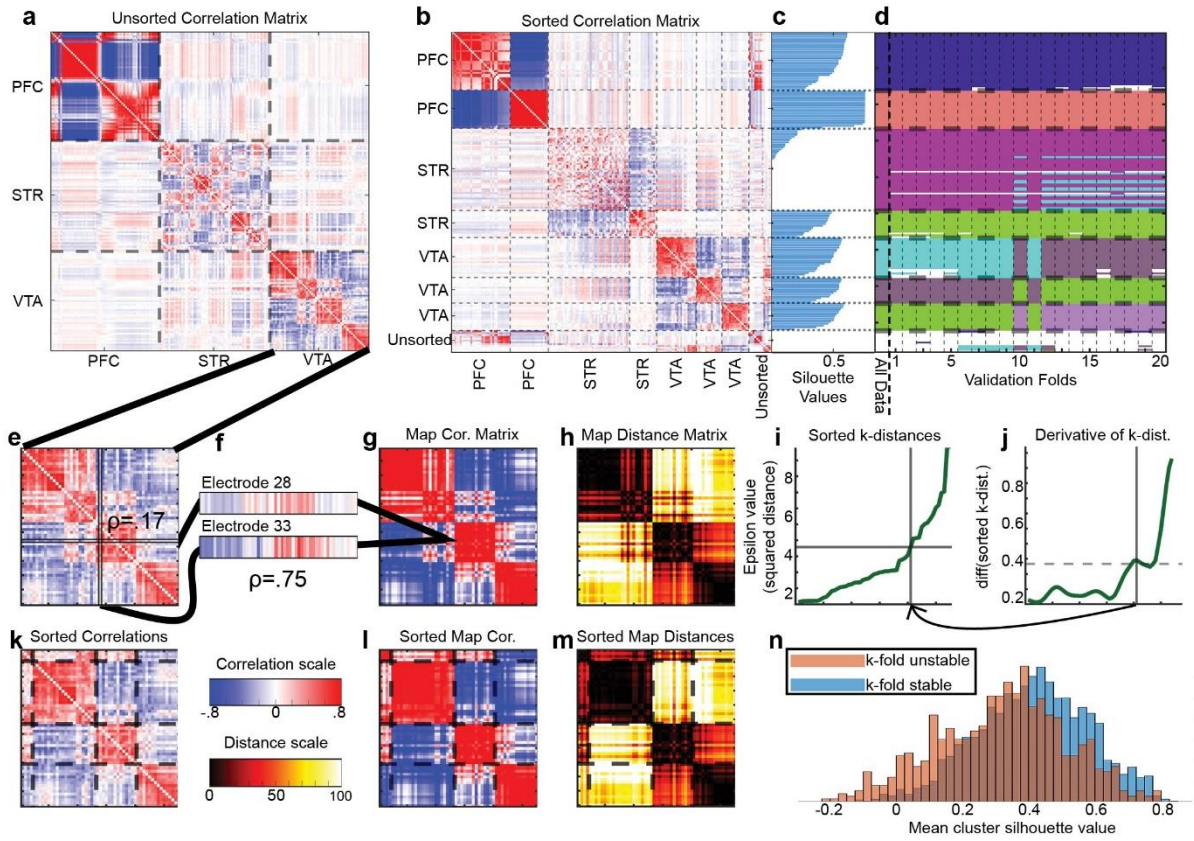 a
Unsorted Correlation Matrix
PFC
STR
VTA
PFC
STR
VTA
b
Sorted Correlation Matrix
PFC
PFC
STR
STR
VTA
VTA
VTA
Unsorted
PFC
PFC
STR
STR
VTA
VTA
VTA
Unsorted
c
0.5
Silouette
Values
d
All Data
1 5 10 15 20
Validation Folds
e
ρ=.17
f
Electrode 28
Electrode 33
ρ=.75
g
Map Cor. Matrix
h
Map Distance Matrix
i
Sorted k-distances
Epsilon value
(squared distance)
8
6
4
2
j
Derivative of k-dist.
diff(sorted k-dist.)
0.8
0.6
0.4
0.2
k
Sorted Correlations
Correlation scale
-.8 0 .8
Distance scale
0 50 100
l
Sorted Map Cor.
m
Sorted Map Distances
n
k-fold unstable
k-fold stable
-0.2 0 0.2 0.4 0.6 0.8
Mean cluster silhouette value